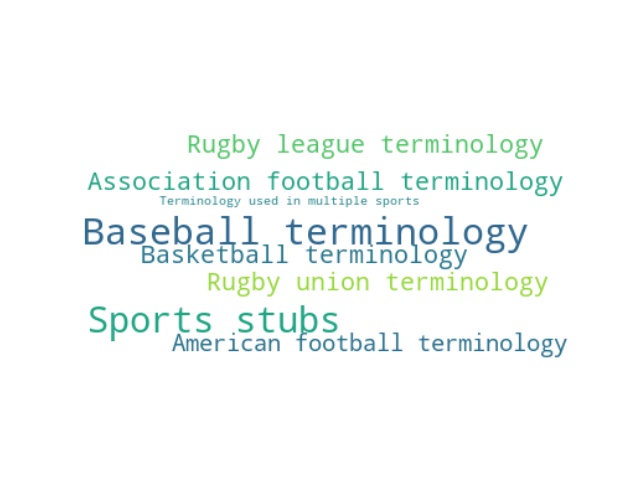 Rugby league terminology
Association football terminology
Terminology used in multiple sports
Baseball terminology
Basketball terminology
Rugby union terminology
Sports stubs
American football terminology